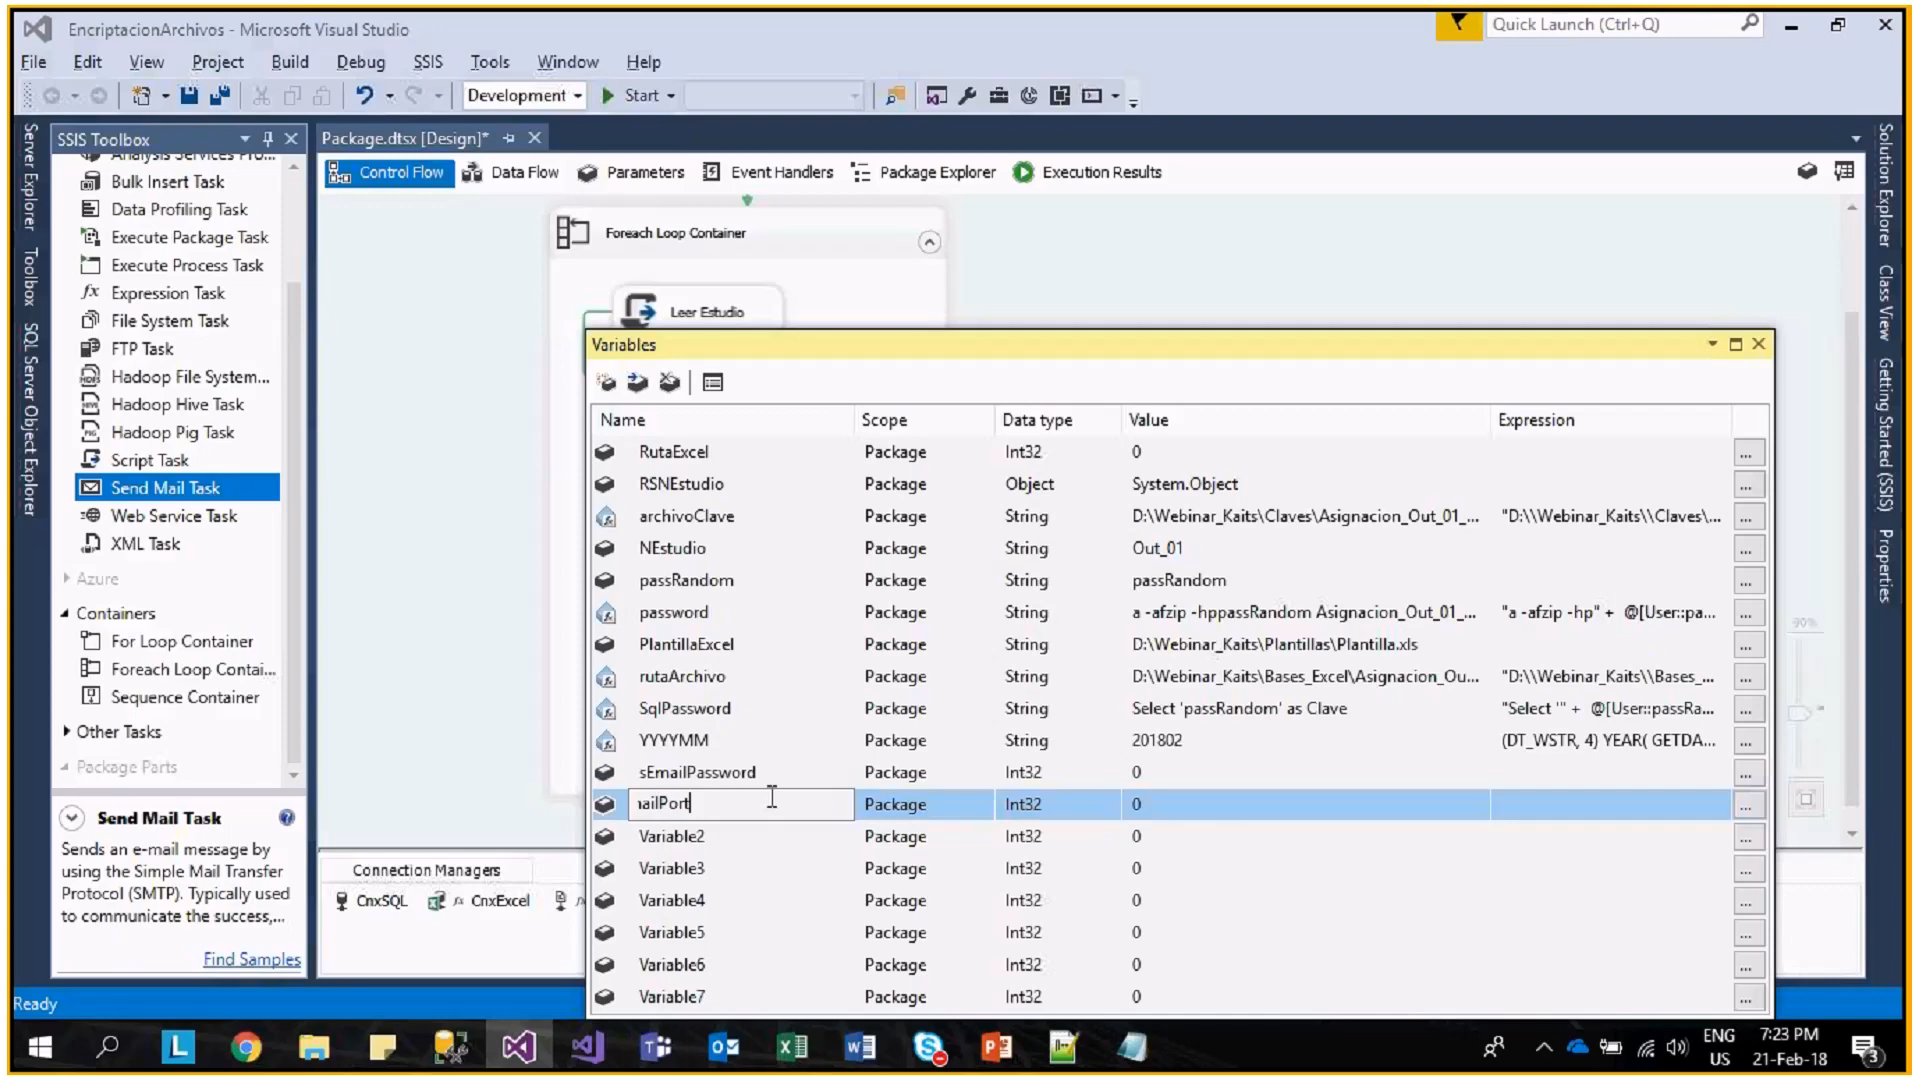 EncriptacionArchivos - Microsoft Visual Studio
Quick Launch (Ctrl+Q)
File Edit View Project Build Debug SSIS Tools Window Help
Development Start
SSIS Toolbox
Package.dtsx [Design]*
Control Flow Data Flow Parameters Event Handlers Package Explorer Execution Results
Server Explorer
Toolbox
SQL Server Object Explorer
Analysis Services Pro...
Bulk Insert Task
Data Profiling Task
Execute Package Task
Execute Process Task
Expression Task
File System Task
FTP Task
Hadoop File System...
Hadoop Hive Task
Hadoop Pig Task
Script Task
Send Mail Task
Web Service Task
XML Task
Azure
Containers
For Loop Container
Foreach Loop Contai...
Sequence Container
Other Tasks
Package Parts
Send Mail Task
Sends an e-mail message by
using the Simple Mail Transfer
Protocol (SMTP). Typically used
to communicate the success,...
Find Samples
Foreach Loop Container
Leer Estudio
90%
Connection Managers
CnxSQL CnxExcel
Variables
Name Scope Data type Value Expression
RutaExcel Package Int32 0 ...
RSNEstudio Package Object System.Object ...
archivoClave Package String D:\Webinar_Kaits\Claves\Asignacion_Out_01_... "D:\\Webinar_Kaits\\Claves\... ...
NEstudio Package String Out_01 ...
passRandom Package String passRandom ...
password Package String a -afzip -hppassRandom Asignacion_Out_01_... "a -afzip -hp" + @[User::pa... ...
PlantillaExcel Package String D:\Webinar_Kaits\Plantillas\Plantilla.xls ...
rutaArchivo Package String D:\Webinar_Kaits\Bases_Excel\Asignacion_Ou... "D:\\Webinar_Kaits\\Bases_... ...
SqlPassword Package String Select 'passRandom' as Clave "Select '" + @[User::passRa... ...
YYYYMM Package String 201802 (DT_WSTR, 4) YEAR( GETDA... ...
sEmailPassword Package Int32 0 ...
ailPort Package Int32 0 ...
Variable2 Package Int32 0 ...
Variable3 Package Int32 0 ...
Variable4 Package Int32 0 ...
Variable5 Package Int32 0 ...
Variable6 Package Int32 0 ...
Variable7 Package Int32 0 ...
Solution Explorer
Class View
Getting Started (SSIS)
Properties
Ready
ENG
US
7:23 PM
21-Feb-18
3